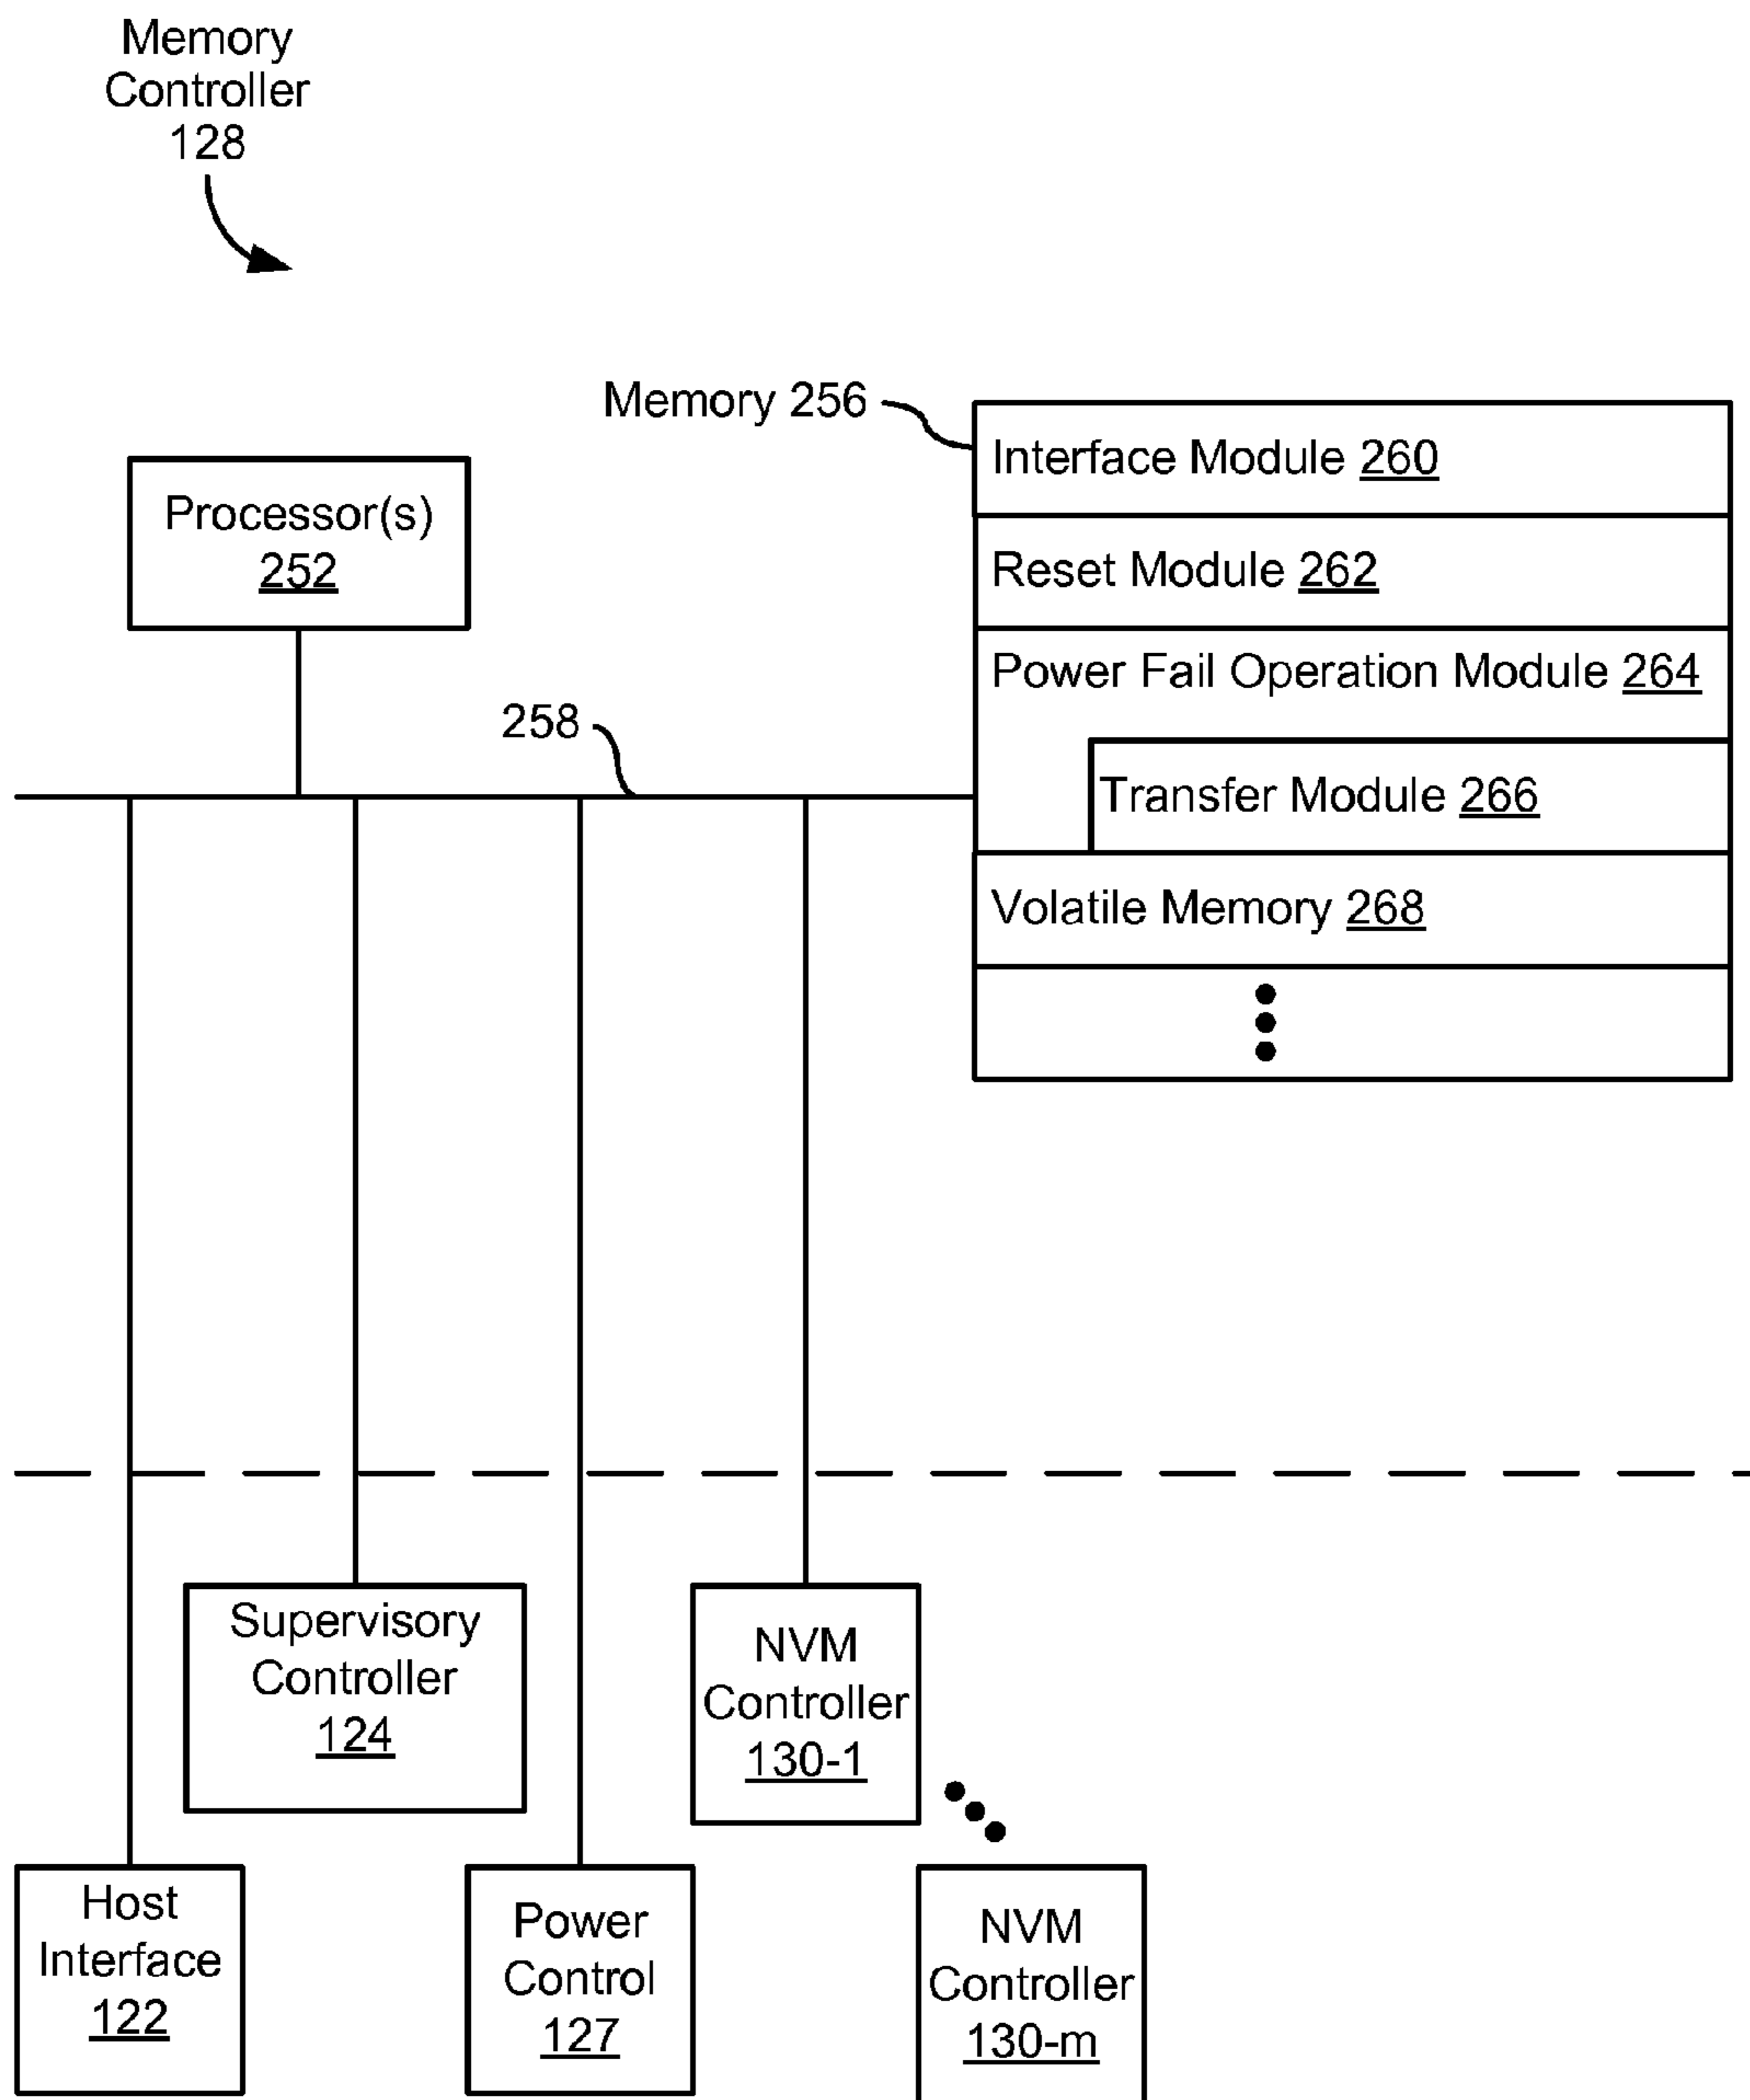 Memory
Controller
128
Memory 256
Interface Module 260
Processor(s)
252
Reset Module 262
Power Fail Operation Module 264
258
Transfer Module 266
Volatile Memory 268
Supervisory
Controller
124
NVM
Controller
130-1
Host
Interface
122
Power
Control
127
NVM
Controller
130-m